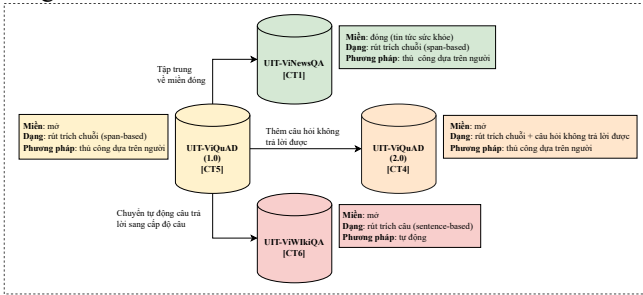 UIT-ViNewsQA
[CT1]
Miền: đóng (tin tức sức khỏe)
Dạng: rút trích chuỗi (span-based)
Phương pháp: thủ công dựa trên người
Tập trung
về miền đóng
Miền: mở
Dạng: rút trích chuỗi (span-based)
Phương pháp: thủ công dựa trên người
UIT-ViQuAD
(1.0)
[CT5]
Thêm câu hỏi không
trả lời được
UIT-ViQuAD
(2.0)
[CT4]
Miền: mở
Dạng: rút trích chuỗi + câu hỏi không trả lời được
Phương pháp: thủ công dựa trên người
Chuyển tự động câu trả
lời sang cấp độ câu
UIT-ViWIkiQA
[CT6]
Miền: mở
Dạng: rút trích câu (sentence-based)
Phương pháp: tự động